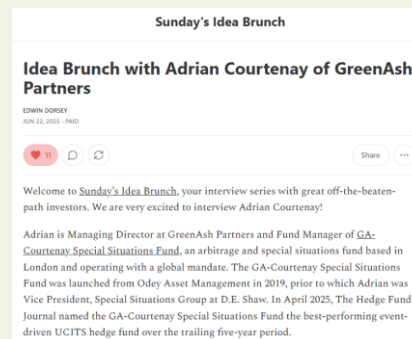 Sunday's Idea Brunch
Idea Brunch with Adrian Courtenay of GreenAsh
Partners
EDWIN DORSEY
JUN 22, 2025 - PAID
11
Share
Welcome to Sunday's Idea Brunch, your interview series with great off-the-beaten-
path investors. We are very excited to interview Adrian Courtenay!
Adrian is Managing Director at GreenAsh Partners and Fund Manager of GA-
Courtenay Special Situations Fund, an arbitrage and special situations fund based in
London and operating with a global mandate. The GA-Courtenay Special Situations
Fund was launched from Odey Asset Management in 2019, prior to which Adrian was
Vice President, Special Situations Group at D.E. Shaw. In April 2025, The Hedge Fund
Journal named the GA-Courtenay Special Situations Fund the best-performing event-
driven UCITS hedge fund over the trailing five-year period.